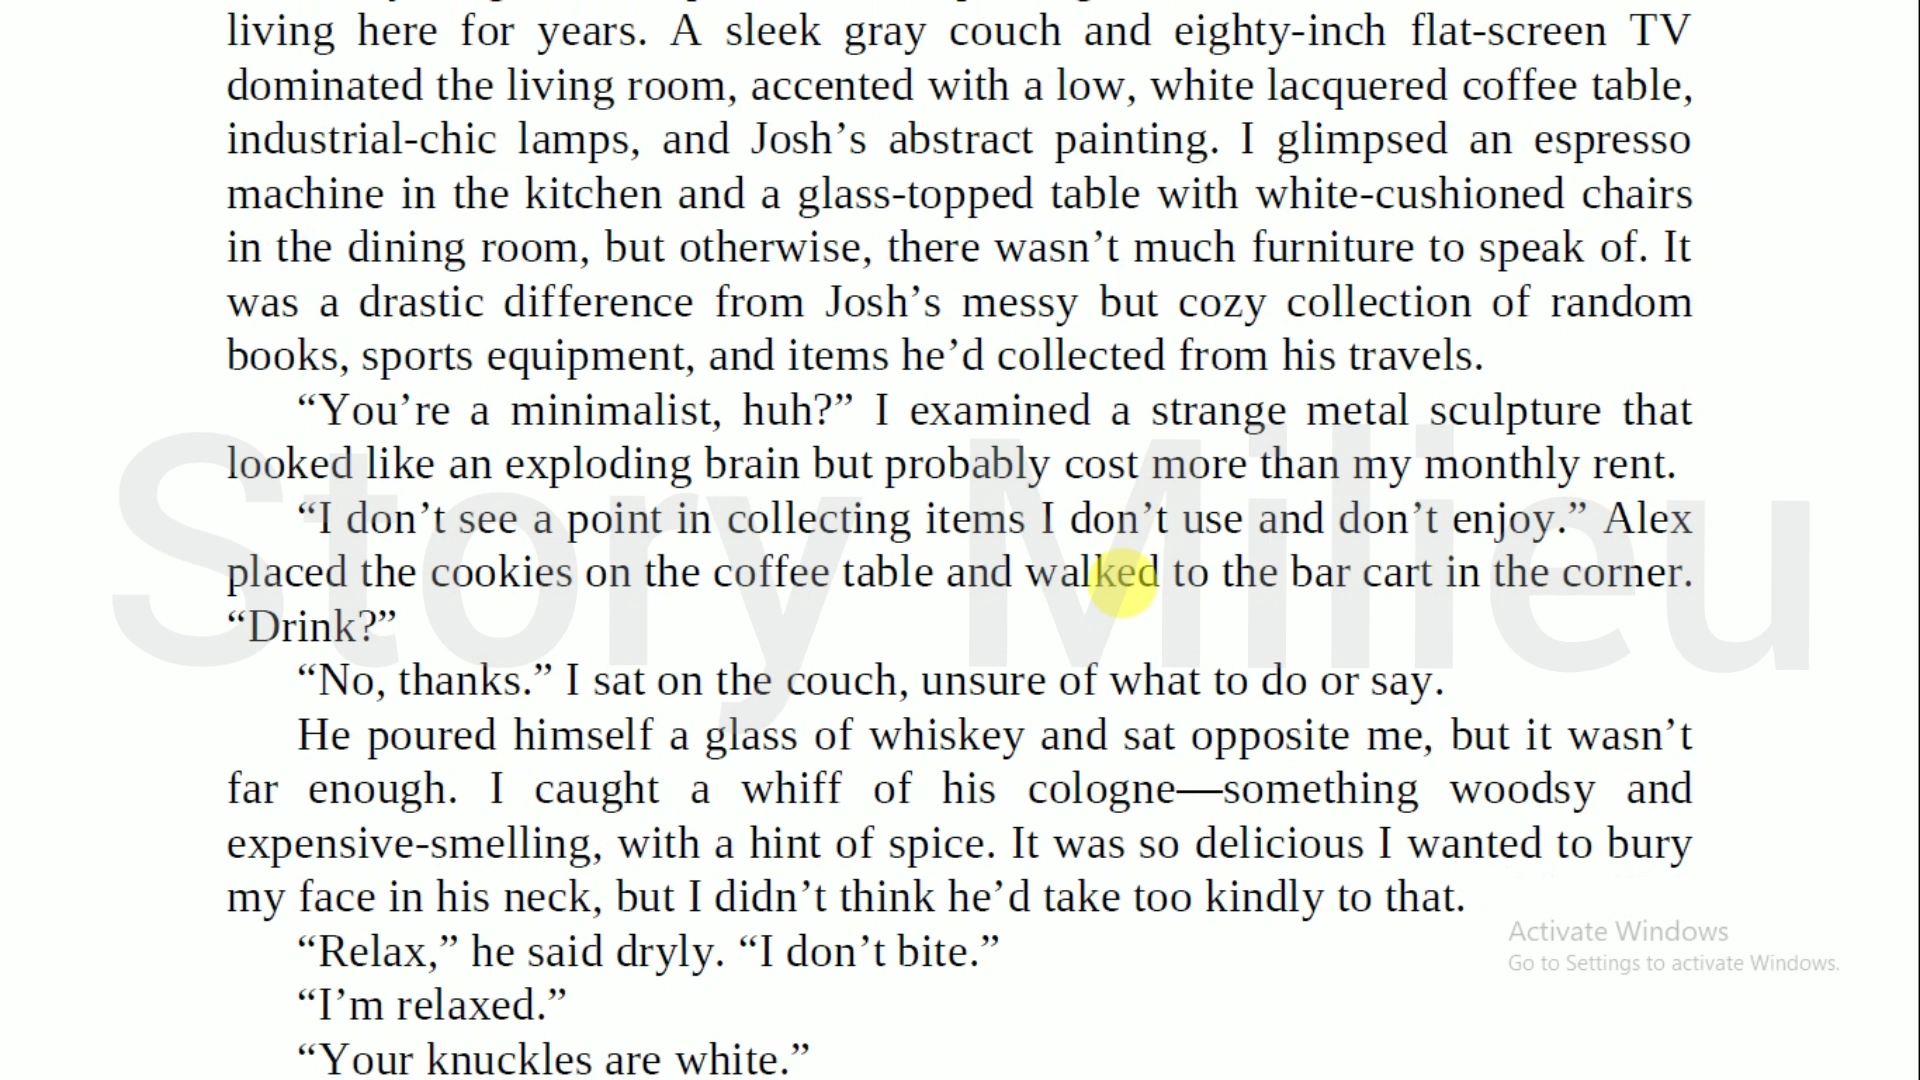 living here for years. A sleek gray couch and eighty-inch flat-screen TV
dominated the living room, accented with a low, white lacquered coffee table,
industrial-chic lamps, and Josh’s abstract painting. I glimpsed an espresso
machine in the kitchen and a glass-topped table with white-cushioned chairs
in the dining room, but otherwise, there wasn’t much furniture to speak of. It
was a drastic difference from Josh’s messy but cozy collection of random
books, sports equipment, and items he’d collected from his travels.
“You’re a minimalist, huh?” I examined a strange metal sculpture that
looked like an exploding brain but probably cost more than my monthly rent.
“I don’t see a point in collecting items I don’t use and don’t enjoy.” Alex
placed the cookies on the coffee table and walked to the bar cart in the corner.
“Drink?”
“No, thanks.” I sat on the couch, unsure of what to do or say.
He poured himself a glass of whiskey and sat opposite me, but it wasn’t
far enough. I caught a whiff of his cologne—something woodsy and
expensive-smelling, with a hint of spice. It was so delicious I wanted to bury
my face in his neck, but I didn’t think he’d take too kindly to that.
“Relax,” he said dryly. “I don’t bite.”
“I’m relaxed.”
“Your knuckles are white.”
Story Milieu
Activate Windows
Go to Settings to activate Windows.